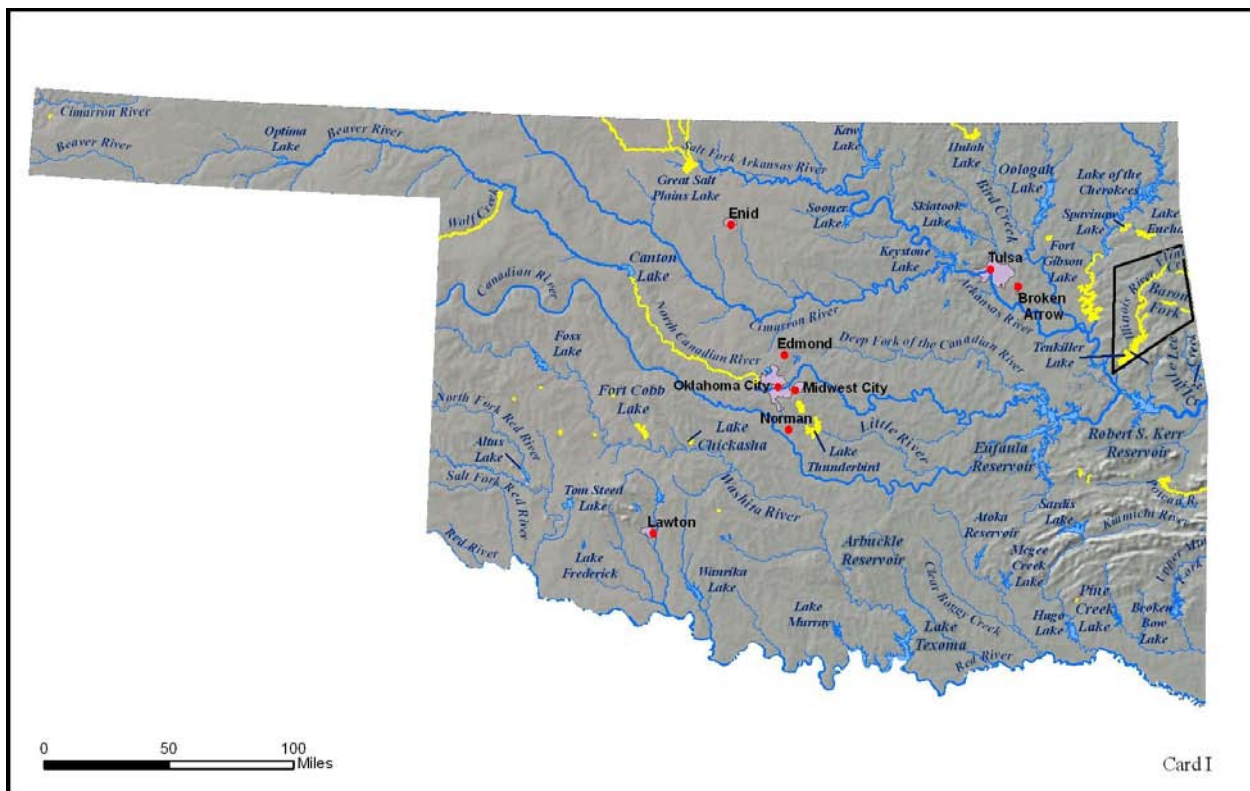 Cimarron River
Beaver River
Optima
Lake
Beaver River
Salt Fork Arkansas River
Kaw
Lake
Hulah
Lake
Oologah
Lake
Lake of the
Cherokees
Great Salt
Plains Lake
Wolf Creek
Enid
Sooner
Lake
Skiatook
Lake
Bird Creek
Spavinaw
Lake
Lake
Canton
Lake
Keystone
Lake
Tulsa
Fort
Gibson
Lake
Canadian River
Broken
Arrow
Arkansas River
Illinois River
Baron
Fork
Cimarron River
North Canadian River
Foss
Lake
Edmond
Deep Fork of the Canadian River
Tenkiller
Lake
Oklahoma City
Midwest City
Fort Cobb
Lake
North Fork Red River
Norman
Lake
Chickasha
Little River
Lake
Thunderbird
Eufaula
Reservoir
Robert S. Kerr
Reservoir
Altus
Lake
Salt Fork Red River
Tom Steed
Lake
Washita River
Sardis
Lake
Lawton
Atoka
Reservoir
Kiamichi River
Red River
Lake
Frederick
Arbuckle
Reservoir
Mcgee
Creek
Lake
Waurika
Lake
Clear Boggy Creek
Pine
Creek
Lake
Lake
Murray
Lake
Texoma
Hugo
Lake
Broken
Bow
Lake
Red River
0 50 100
Miles
Card I